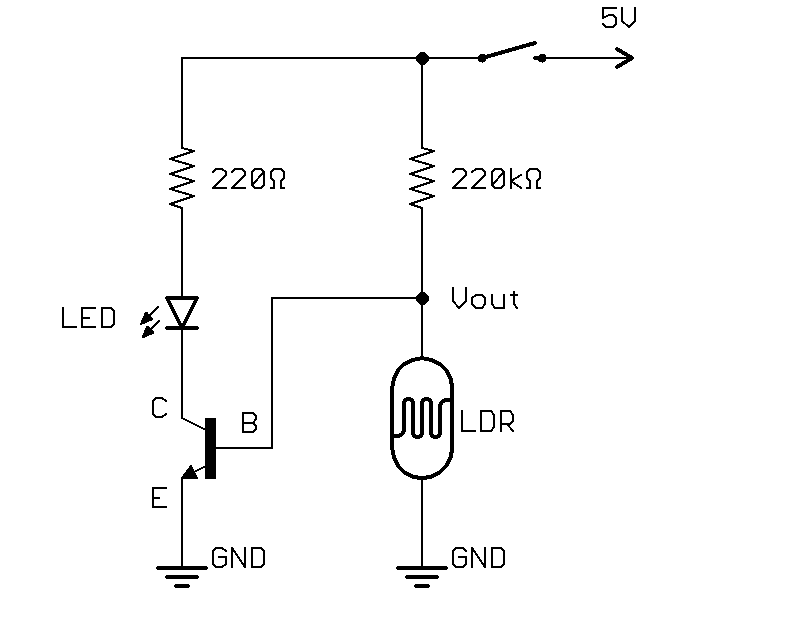 5V
220Ω
220kΩ
LED
Vout
C
B
LDR
E
GND
GND